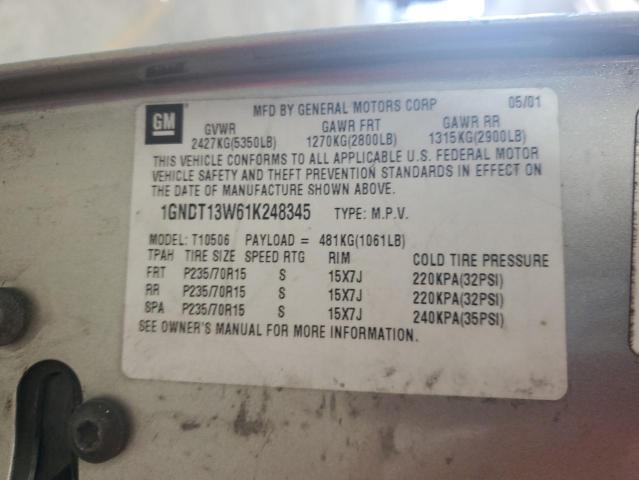 MFD BY GENERAL MOTORS CORP 05/01
GM
GVWR GAWR FRT GAWR RR
2427KG(5350LB) 1270KG(2800LB) 1315KG(2900LB)
THIS VEHICLE CONFORMS TO ALL APPLICABLE U.S. FEDERAL MOTOR
VEHICLE SAFETY AND THEFT PREVENTION STANDARDS IN EFFECT ON
THE DATE OF MANUFACTURE SHOWN ABOVE.
1GNDT13W61K248345 TYPE: M.P.V.
MODEL: T10506 PAYLOAD = 481KG(1061LB)
TPAH TIRE SIZE SPEED RTG RIM COLD TIRE PRESSURE
FRT P235/70R15 S 15X7J 220KPA(32PSI)
RR P235/70R15 S 15X7J 220KPA(32PSI)
SPA P235/70R15 S 15X7J 240KPA(35PSI)
SEE OWNER'S MANUAL FOR MORE INFORMATION.